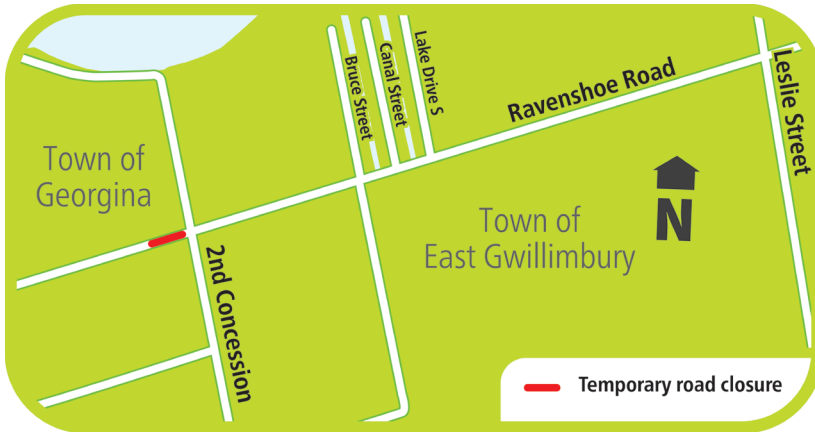 Bruce Street
Canal Street
Lake Drive S
Ravenshoe Road
Leslie Street
Town of
Georgina
2nd Concession
Town of
East Gwillimbury
N
Temporary road closure